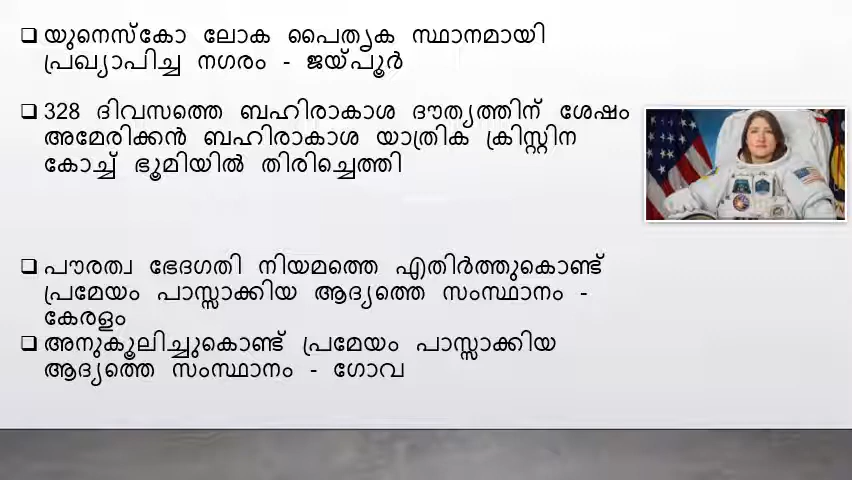 ❑ യുനെസ്കോ ലോക പൈതൃക സ്ഥാനമായി
പ്രഖ്യാപിച്ച നഗരം - ജയ്പൂർ
❑ 328 ദിവസത്തെ ബഹിരാകാശ ദൗത്യത്തിന് ശേഷം
അമേരിക്കൻ ബഹിരാകാശ യാത്രിക ക്രിസ്റ്റിന
കോച്ച് ഭൂമിയിൽ തിരിച്ചെത്തി
❑ പൗരത്വ ഭേദഗതി നിയമത്തെ എതിർത്തുകൊണ്ട്
പ്രമേയം പാസ്സാക്കിയ ആദ്യത്തെ സംസ്ഥാനം -
കേരളം
❑ അനുകൂലിച്ചുകൊണ്ട് പ്രമേയം പാസ്സാക്കിയ
ആദ്യത്തെ സംസ്ഥാനം - ഗോവ